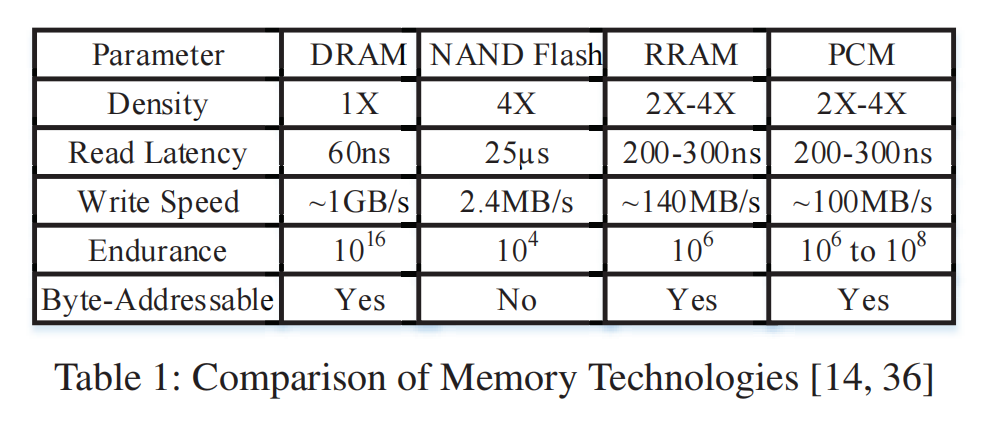 Parameter DRAM NAND Flash RRAM PCM
Density 1X 4X 2X-4X 2X-4X
Read Latency 60ns 25μs 200-300ns 200-300ns
Write Speed ~1GB/s 2.4MB/s ~140MB/s ~100MB/s
Endurance 10^16 10^4 10^6 10^6 to 10^8
Byte-Addressable Yes No Yes Yes
Table 1: Comparison of Memory Technologies [14, 36]